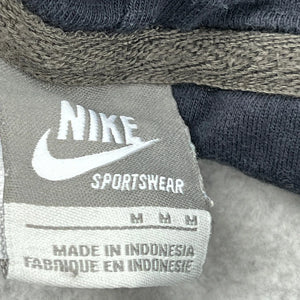 NIKE
SPORTSWEAR
M M M
MADE IN INDONESIA
FABRIQUE EN INDONESIE